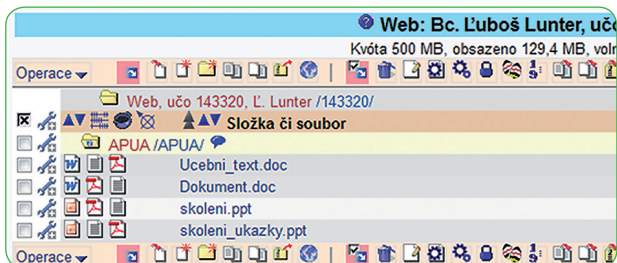 Web: Bc. Ľuboš Lunter, učo
Kvóta 500 MB, obsazeno 129,4 MB, voln
Operace
Web, učo 143320, Ľ. Lunter /143320/
Složka či soubor
APUA /APUA/
Ucebni_text.doc
Dokument.doc
skoleni.ppt
skoleni_ukazky.ppt
Operace